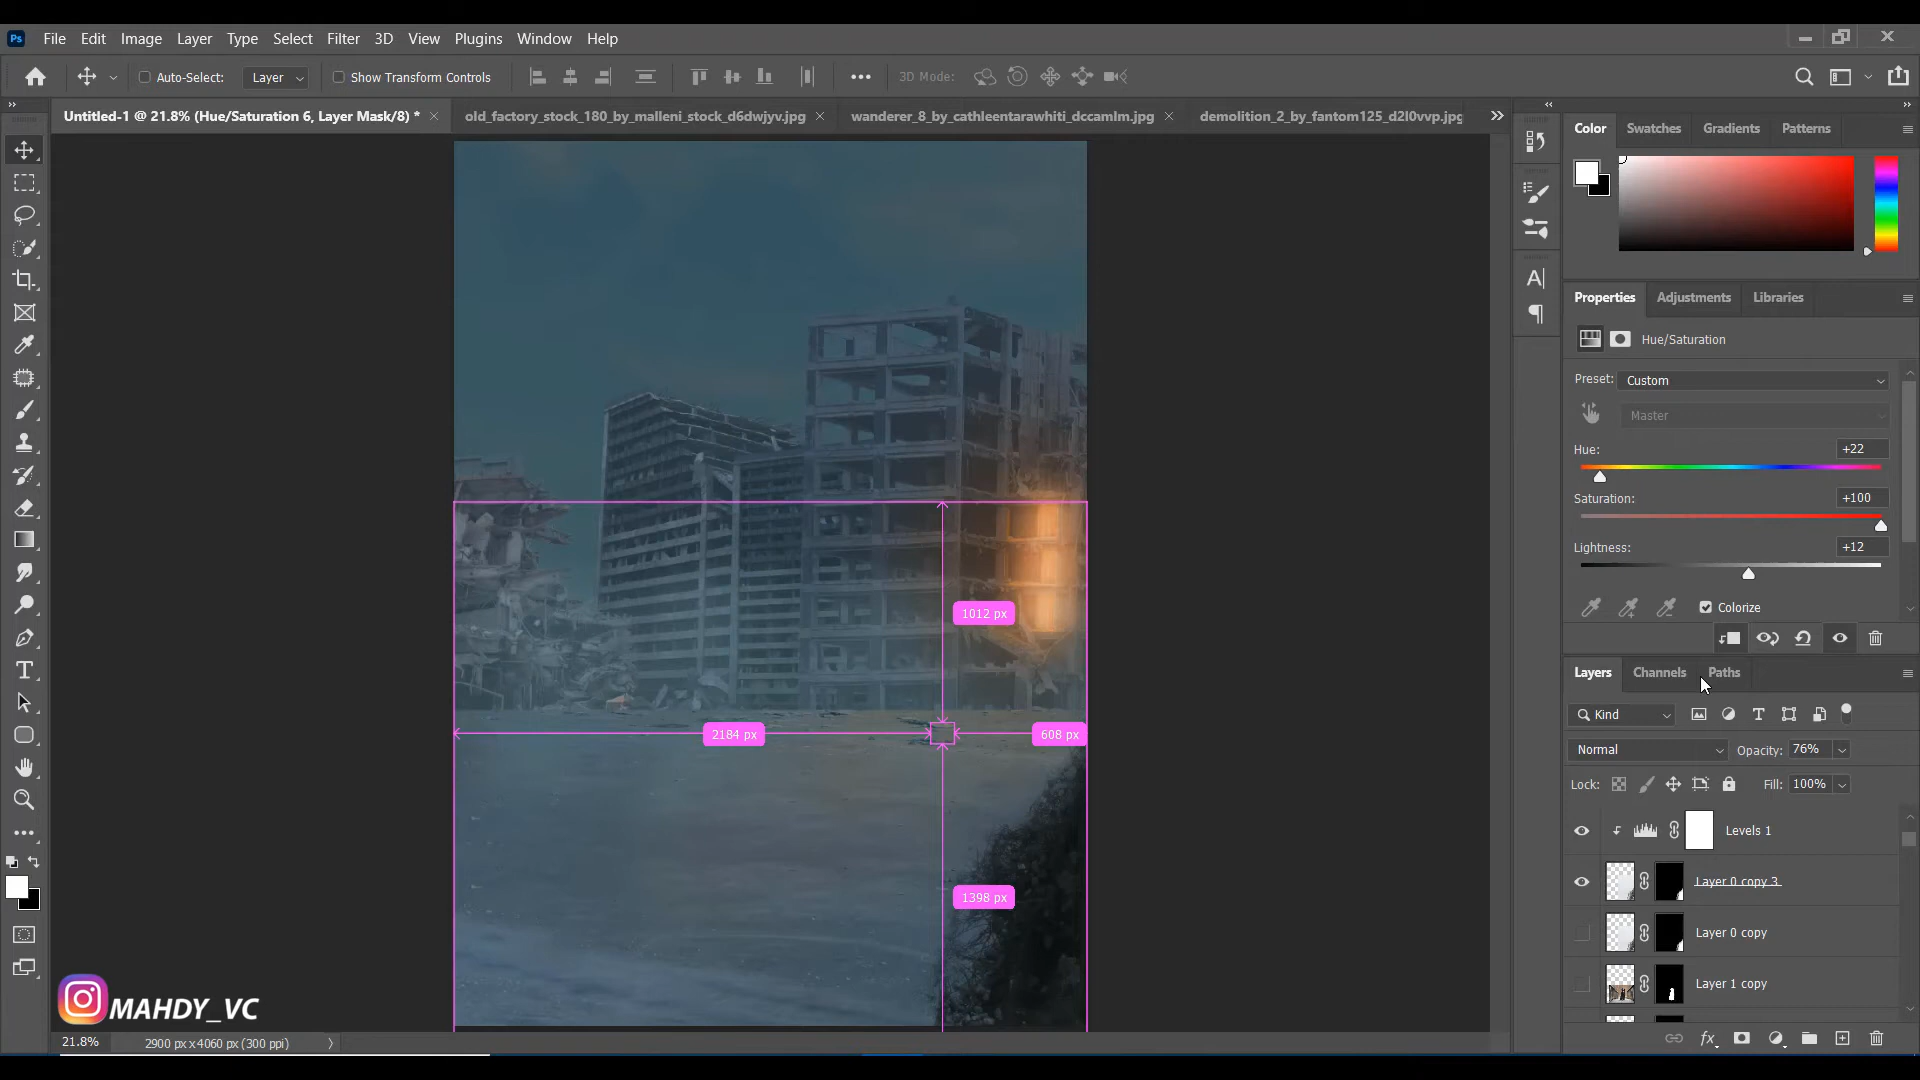 Ps File Edit Image Layer Type Select Filter 3D View Plugins Window Help
Auto-Select: Layer Show Transform Controls ••• 3D Mode:
Untitled-1 @ 21.8% (Hue/Saturation 6, Layer Mask/8) * old_factory_stock_180_by_malleni_stock_d6dwjyv.jpg wanderer_8_by_cathleentarawhiti_dccamlm.jpg demolition_2_by_fantom125_d2l0vvp.jpg
Color Swatches Gradients Patterns
Properties Adjustments Libraries
Hue/Saturation
Preset: Custom
Master
Hue: +22
Saturation: +100
Lightness: +12
Colorize
1012 px
2184 px 608 px
1398 px
Layers Channels Paths
Kind
Normal Opacity: 76%
Lock: Fill: 100%
Levels 1
Layer 0 copy 3
Layer 0 copy
Layer 1 copy
fx
MAHDY_VC
21.8% 2900 px x 4060 px (300 ppi)